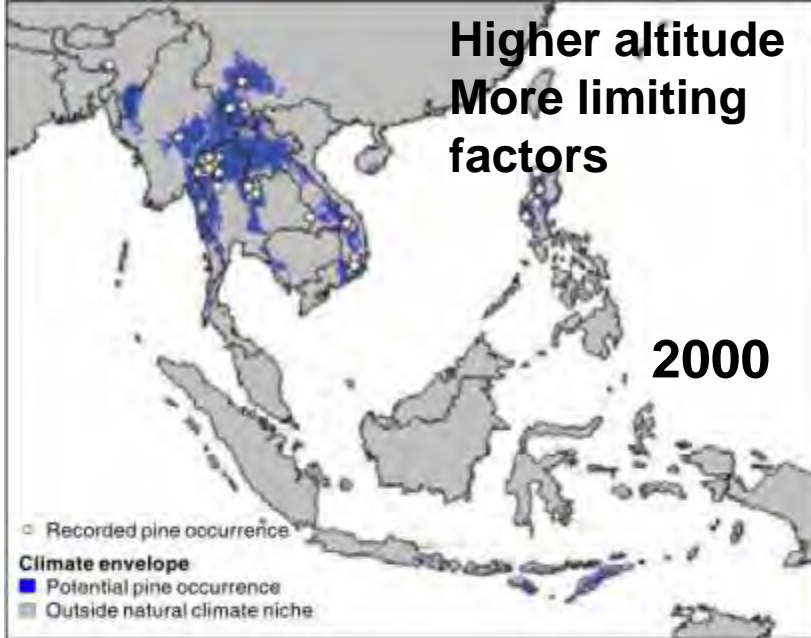 Higher altitude
More limiting
factors
2000
Recorded pine occurrence
Climate envelope
Potential pine occurrence
Outside natural climate niche